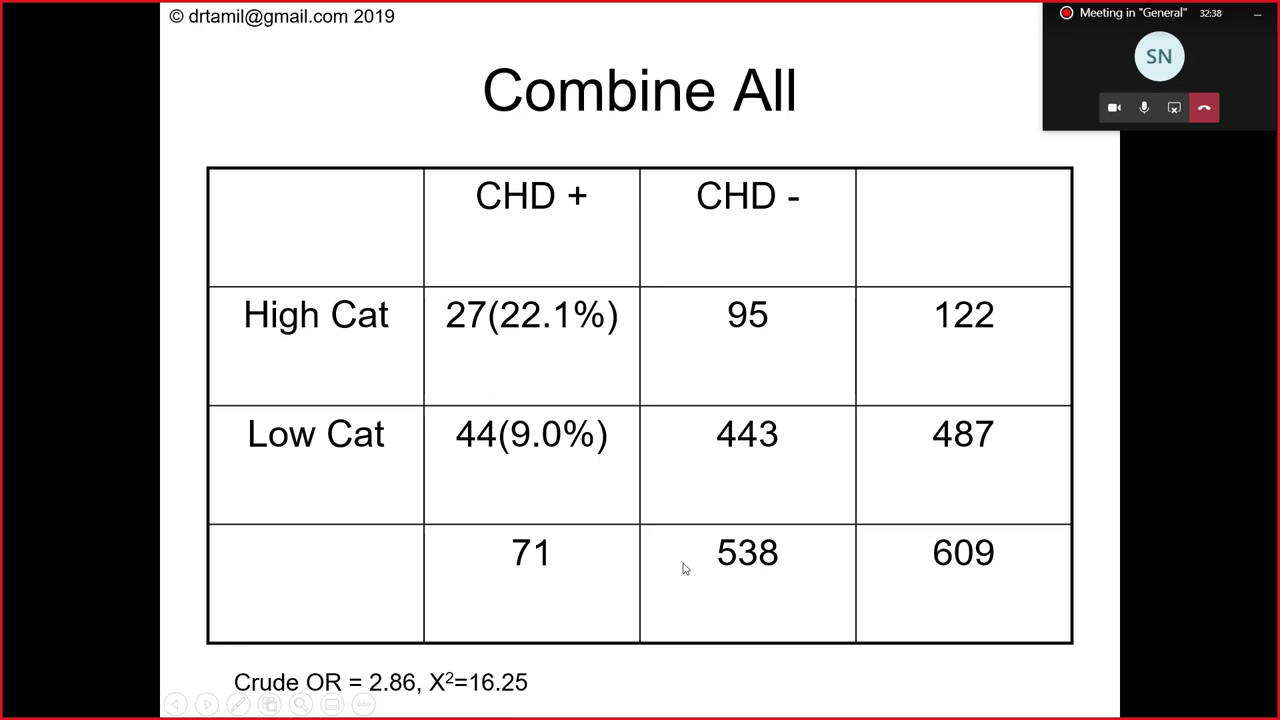 © drtamil@gmail.com 2019
Meeting in "General" 32:38
SN
Combine All
CHD + CHD -
High Cat 27(22.1%) 95 122
Low Cat 44(9.0%) 443 487
71 538 609
Crude OR = 2.86, X²=16.25